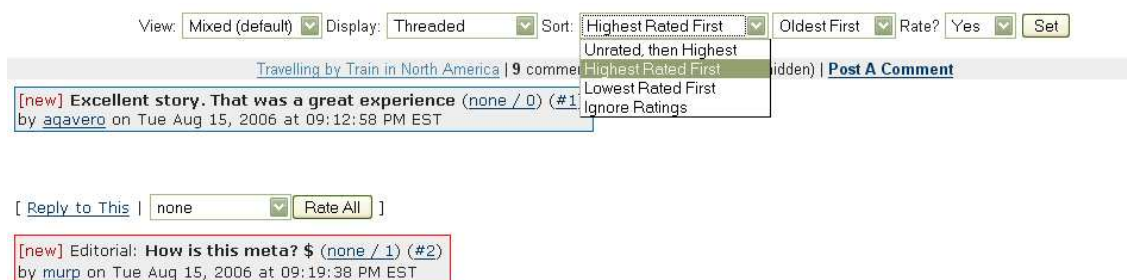 View: Mixed (default) Display: Threaded Sort: Highest Rated First Oldest First Rate? Yes Set
Unrated, then Highest
Travelling by Train in North America | 9 Highest Rated First | Post A Comment
Lowest Rated First
[new] Excellent story. That was a great experience (none / 0) (#1
Ignore Ratings
by aqavero on Tue Aug 15, 2006 at 09:12:58 PM EST
[ Reply to This | none Rate All ]
[new] Editorial: How is this meta? $ (none / 1) (#2)
by murp on Tue Aug 15, 2006 at 09:19:38 PM EST